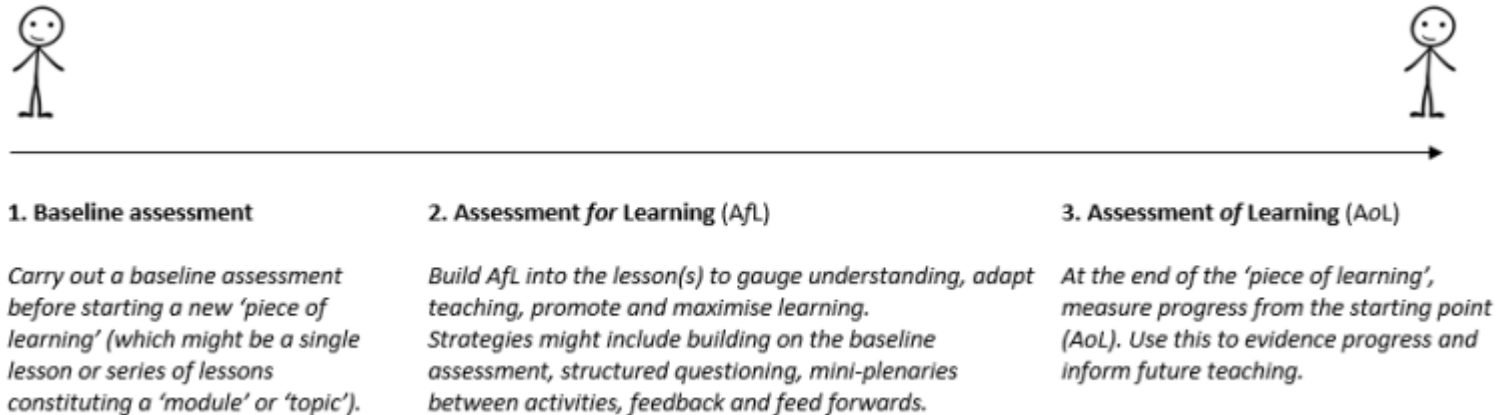 1. Baseline assessment
Carry out a baseline assessment
before starting a new ‘piece of
learning’ (which might be a single
lesson or series of lessons
constituting a ‘module’ or ‘topic’).
2. Assessment for Learning (AfL)
Build AfL into the lesson(s) to gauge understanding, adapt
teaching, promote and maximise learning.
Strategies might include building on the baseline
assessment, structured questioning, mini-plenaries
between activities, feedback and feed forwards.
3. Assessment of Learning (AoL)
At the end of the ‘piece of learning’,
measure progress from the starting point
(AoL). Use this to evidence progress and
inform future teaching.